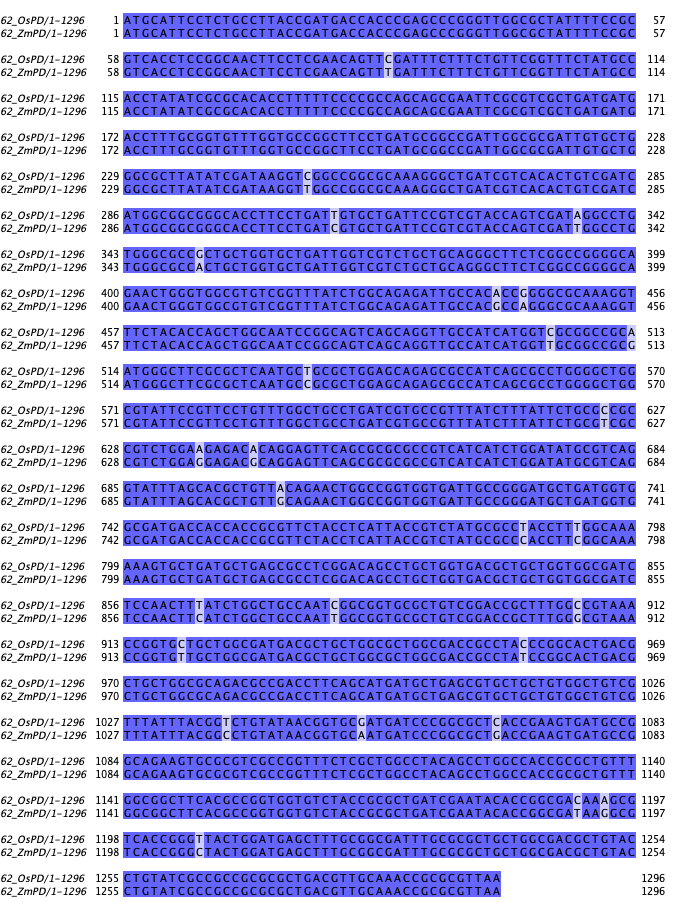 62_OsPD/1-1296 1 ATGCATTCCTCTGCCTTACCGATGACCACCCGAGCCCGGGTTGGCGCTATTTTCCGC 57
62_ZmPD/1-1296 1 ATGCATTCCTCTGCCTTACCGATGACCACCCGAGCCCGGGTTGGCGCTATTTTCCGC 57
62_OsPD/1-1296 58 GTCACCTCCGGCAACTTCCTCGAACAGTTCGATTTCTTTCTGTTCGGTTTCTATGCC 114
62_ZmPD/1-1296 58 GTCACCTCCGGCAACTTCCTCGAACAGTTTGATTTCTTTCTGTTCGGTTTCTATGCC 114
62_OsPD/1-1296 115 ACCTATATCGCGCACACCTTTTTCCCCGCCAGCAGCGAATTCGCGTCGCTGATGATG 171
62_ZmPD/1-1296 115 ACCTATATCGCGCACACCTTTTTCCCCGCCAGCAGCGAATTCGCGTCGCTGATGATG 171
62_OsPD/1-1296 172 ACCTTTGCGGTGTTTGGTGCCGGCTTCCTGATGCGGCCGATTGGCGCGATTGTGCTG 228
62_ZmPD/1-1296 172 ACCTTTGCGGTGTTTGGTGCCGGCTTCCTGATGCGGCCGATTGGCGCGATTGTGCTG 228
62_OsPD/1-1296 229 GGCGCTTATATCGATAAGGTCGGCCGGCGCAAAGGGCTGATCGTCACACTGTCGATC 285
62_ZmPD/1-1296 229 GGCGCTTATATCGATAAGGTTGGCCGGCGCAAAGGGCTGATCGTCACACTGTCGATC 285
62_OsPD/1-1296 286 ATGGCGGCGGGCACCTTCCTGATTGTGCTGATTCCGTCGTACCAGTCGATAGGCCTG 342
62_ZmPD/1-1296 286 ATGGCGGCGGGCACCTTCCTGATCGTGCTGATTCCGTCGTACCAGTCGATTGGCCTG 342
62_OsPD/1-1296 343 TGGGCGCCGCTGCTGGTGCTGATTGGTCGTCTGCTGCAGGGCTTCTCGGCCGGGGCA 399
62_ZmPD/1-1296 343 TGGGCGCCACTGCTGGTGCTGATTGGTCGTCTGCTGCAGGGCTTCTCGGCCGGGGCA 399
62_OsPD/1-1296 400 GAACTGGGTGGCGTGTCGGTTTATCTGGCAGAGATTGCCACACCGGGGCGCAAAGGT 456
62_ZmPD/1-1296 400 GAACTGGGTGGCGTGTCGGTTTATCTGGCAGAGATTGCCACGCCAGGGCGCAAAGGT 456
62_OsPD/1-1296 457 TTCTACACCAGCTGGCAATCCGGCAGTCAGCAGGTTGCCATCATGGTCGCGGCCGCA 513
62_ZmPD/1-1296 457 TTCTACACCAGCTGGCAATCCGGCAGTCAGCAGGTTGCCATCATGGTTGCGGCCGCG 513
62_OsPD/1-1296 514 ATGGGCTTCGCGCTCAATGCTGCGCTGGAGCAGAGCGCCATCAGCGCCTGGGGCTGG 570
62_ZmPD/1-1296 514 ATGGGCTTCGCGCTCAATGCCGCGCTGGAGCAGAGCGCCATCAGCGCCTGGGGCTGG 570
62_OsPD/1-1296 571 CGTATTCCGTTCCTGTTTGGCTGCCTGATCGTGCCGTTTATCTTTATTCTGCGCCGC 627
62_ZmPD/1-1296 571 CGTATTCCGTTCCTGTTTGGCTGCCTGATCGTGCCGTTTATCTTTATTCTGCGTCGC 627
62_OsPD/1-1296 628 CGTCTGGAAGAGACACAGGAGTTCAGCGCGCGCCGTCATCATCTGGATATGCGTCAG 684
62_ZmPD/1-1296 628 CGTCTGGAGGAGACGCAGGAGTTCAGCGCGCGCCGTCATCATCTGGATATGCGTCAG 684
62_OsPD/1-1296 685 GTATTTAGCACGCTGTTACAGAACTGGCCGGTGGTGATTGCCGGGATGCTGATGGTG 741
62_ZmPD/1-1296 685 GTATTTAGCACGCTGTTGCAGAACTGGCCGGTGGTGATTGCCGGGATGCTGATGGTG 741
62_OsPD/1-1296 742 GCGATGACCACCACCGCGTTCTACCTCATTACCGTCTATGCGCCTACCTTTGGCAAA 798
62_ZmPD/1-1296 742 GCGATGACCACCACCGCGTTCTACCTCATTACCGTCTATGCGCCCACCTTCGGCAAA 798
62_OsPD/1-1296 799 AAAGTGCTGATGCTGAGCGCCTCGGACAGCCTGCTGGTGACGCTGCTGGTGGCGATC 855
62_ZmPD/1-1296 799 AAAGTGCTGATGCTGAGCGCCTCGGACAGCCTGCTGGTGACGCTGCTGGTGGCGATC 855
62_OsPD/1-1296 856 TCCAACTTTATCTGGCTGCCAATCGGCGGTGCGCTGTCGGACCGCTTTGGCCGTAAA 912
62_ZmPD/1-1296 856 TCCAACTTCATCTGGCTGCCAATTGGCGGTGCGCTGTCGGACCGCTTTGGGCGTAAA 912
62_OsPD/1-1296 913 CCGGTGCTGCTGGCGATGACGCTGCTGGCGCTGGCGACCGCCTACCCGGCACTGACG 969
62_ZmPD/1-1296 913 CCGGTGTTGCTGGCGATGACGCTGCTGGCGCTGGCGACCGCCTATCCGGCACTGACG 969
62_OsPD/1-1296 970 CTGCTGGCGCAGACGCCGACCTTCAGCATGATGCTGAGCGTGCTGCTGTGGCTGTCG 1026
62_ZmPD/1-1296 970 CTGCTGGCGCAGACGCCGACCTTCAGCATGATGCTGAGCGTGCTGCTGTGGCTGTCG 1026
62_OsPD/1-1296 1027 TTTATTTACGGTCTGTATAACGGTGCGATGATCCCGGCGCTCACCGAAGTGATGCCG 1083
62_ZmPD/1-1296 1027 TTTATTTACGGCCTGTATAACGGTGCAATGATCCCGGCGCTGACCGAAGTGATGCCG 1083
62_OsPD/1-1296 1084 GCAGAAGTGCGCGTCGCCGGTTTCTCGCTGGCCTACAGCCTGGCCACCGCGCTGTTT 1140
62_ZmPD/1-1296 1084 GCAGAAGTGCGCGTCGCCGGTTTCTCGCTGGCCTACAGCCTGGCCACCGCGCTGTTT 1140
62_OsPD/1-1296 1141 GGCGGCTTCACGCCGGTGGTGTCTACCGCGCTGATCGAATACACCGGCGACAAAGCG 1197
62_ZmPD/1-1296 1141 GGCGGCTTCACGCCGGTGGTGTCTACCGCGCTGATCGAATACACCGGCGATAAGGCG 1197
62_OsPD/1-1296 1198 TCACCGGGTTACTGGATGAGCTTTGCGGCGATTTGCGCGCTGCTGGCGACGCTGTAC 1254
62_ZmPD/1-1296 1198 TCACCGGGCTACTGGATGAGCTTTGCGGCGATTTGCGCGCTGCTGGCGACGCTGTAC 1254
62_OsPD/1-1296 1255 CTGTATCGCCGCCGCGCGCTGACGTTGCAAACCGCGCGTTAA 1296
62_ZmPD/1-1296 1255 CTGTATCGCCGCCGCGCGCTGACGTTGCAAACCGCGCGTTAA 1296